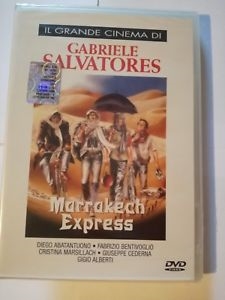 IL GRANDE CINEMA DI
GABRIELE
SALVATORES
Marrakech
Express
DIEGO ABATANTUONO • FABRIZIO BENTIVOGLIO
CRISTINA MARSILLACH • GIUSEPPE CEDERNA
GIGIO ALBERTI
DVD
VIDEO